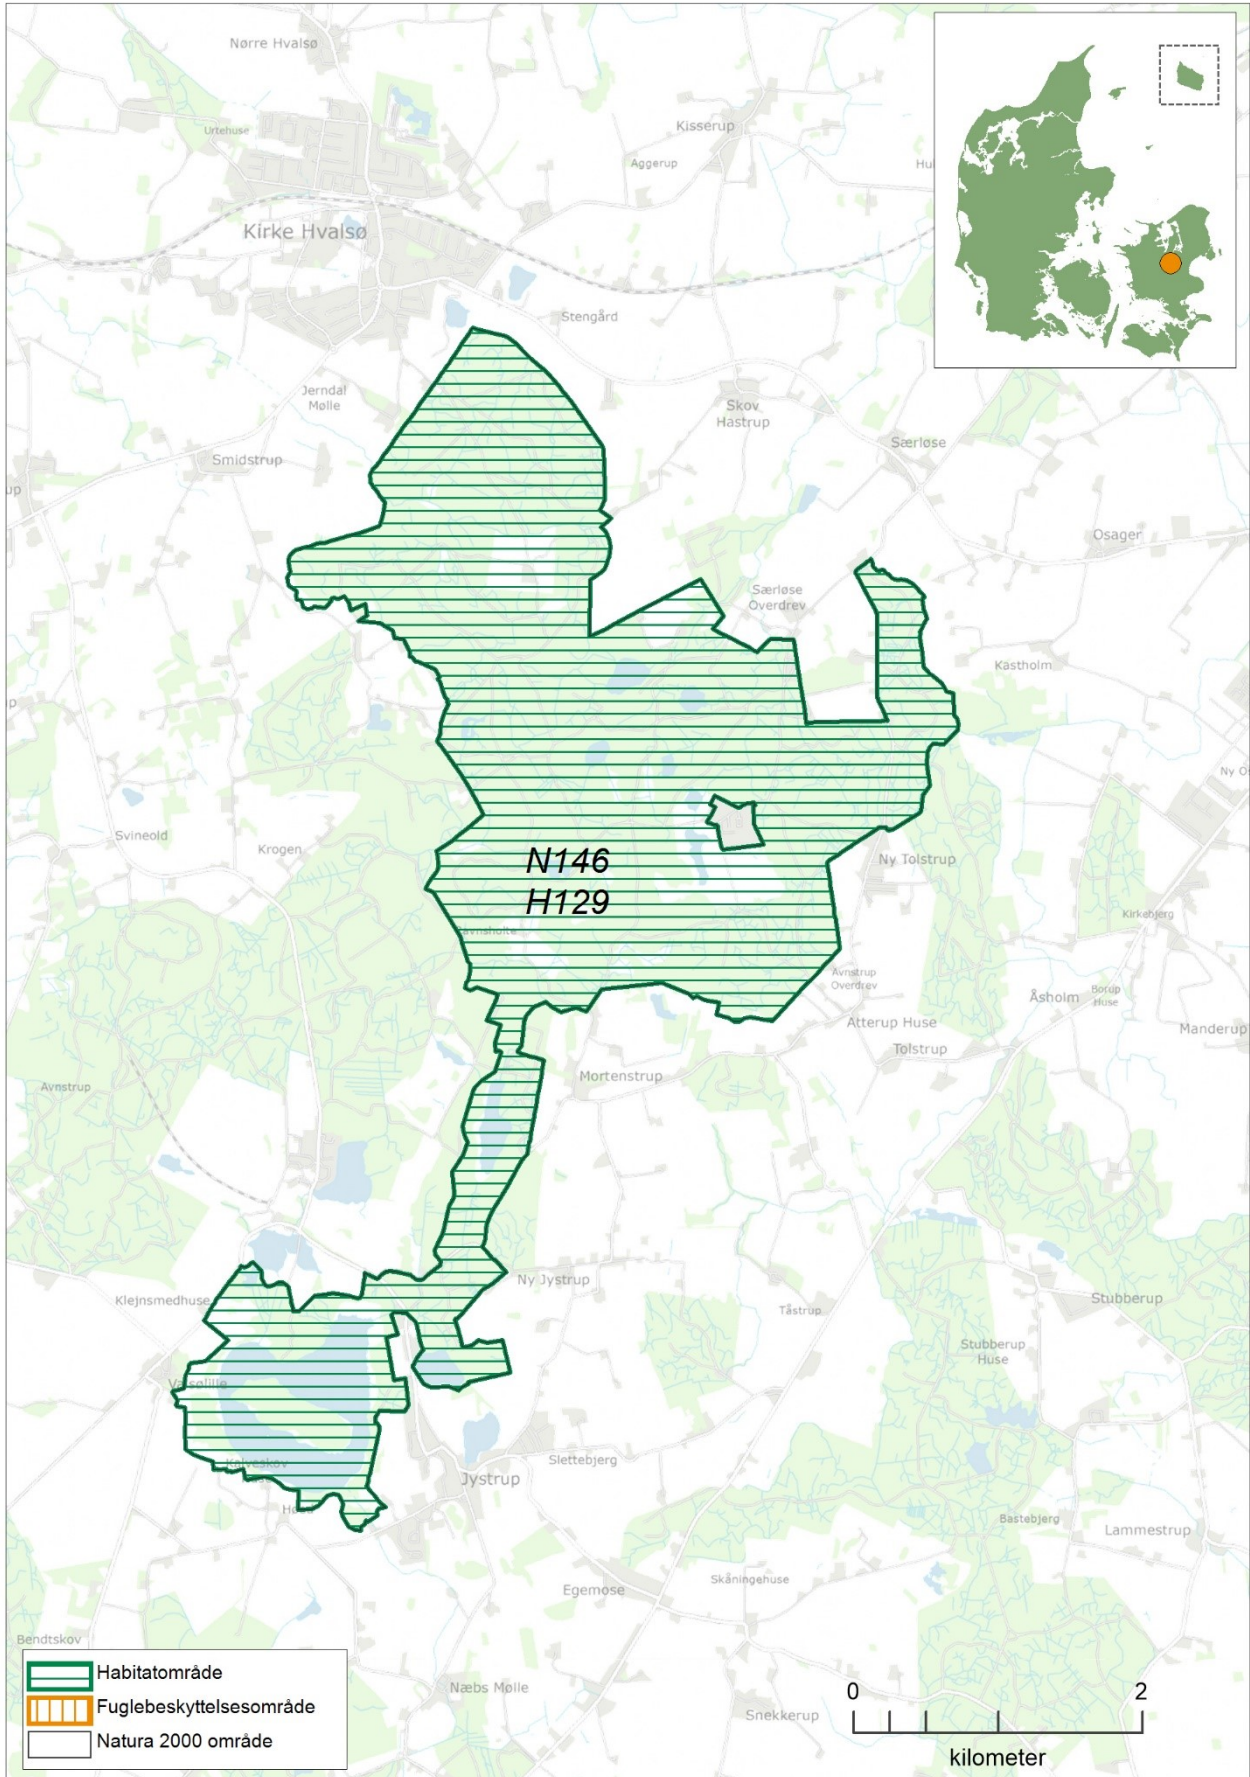 Nørre Hvalsø
Kisserup
Urtehuse
Aggerup
Hul
Kirke Hvalsø
Stengård
Jerndal
Mølle
Skov
Hastrup
Særløse
Smidstrup
up
Osager
Særløse
Overdrev
Kastholm
Ny
Svineold
Krogen
N146
H129
Ny Tolstrup
Kirkebjerg
Avnstrup
Overdrev
Åsholm
Borup
Huse
Atterup Huse
Manderup
Tolstrup
Mortenstrup
Avnstrup
Ny Jystrup
Klejnsmedhuse
Tåstrup
Stubberup
Stubberup
Huse
Valsølille
Slettebjerg
Kalveskov
Jystrup
Bastebjerg
Lammestrup
Egemose
Skåningehuse
Bendtskov
Næbs Mølle
Snekkerup
Habitatområde
Fuglebeskyttelsesområde
Natura 2000 område
0 2
kilometer